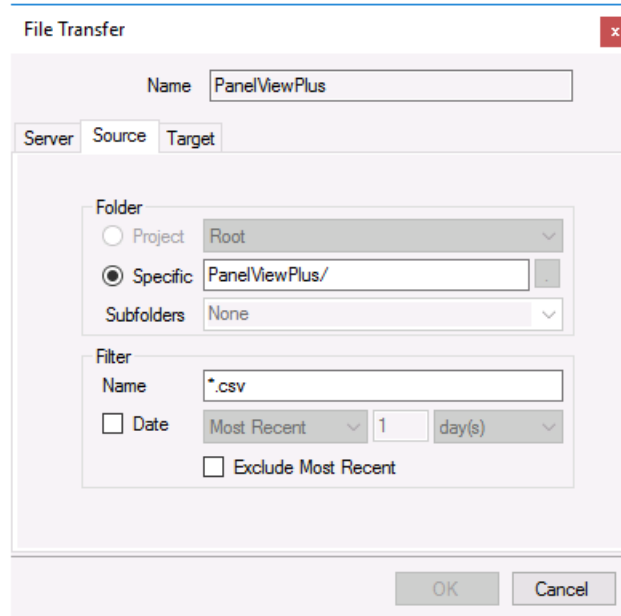 File Transfer
x
Name PanelViewPlus
Server Source Target
Folder
Project Root
Specific PanelViewPlus/ .
Subfolders None
Filter
Name *.csv
Date Most Recent 1 day(s)
Exclude Most Recent
OK Cancel